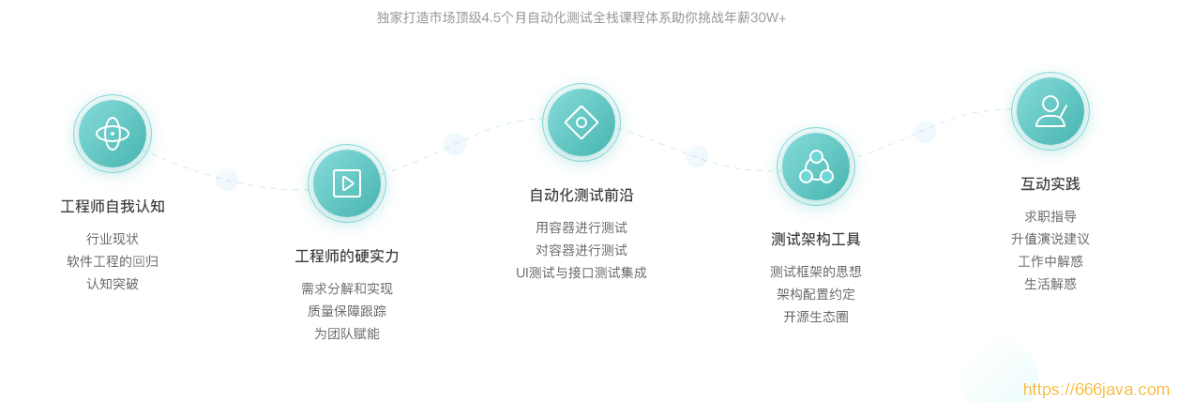 独家打造市场顶级4.5个月自动化测试全栈课程体系助你挑战年薪30W+
工程师自我认知
行业现状
软件工程的回归
认知突破
工程师的硬实力
需求分解和实现
质量保障跟踪
为团队赋能
自动化测试前沿
用容器进行测试
对容器进行测试
UI测试与接口测试集成
测试架构工具
测试框架的思想
架构配置约定
开源生态圈
互动实践
求职指导
升值演说建议
工作中解惑
生活解惑
https://666java.com